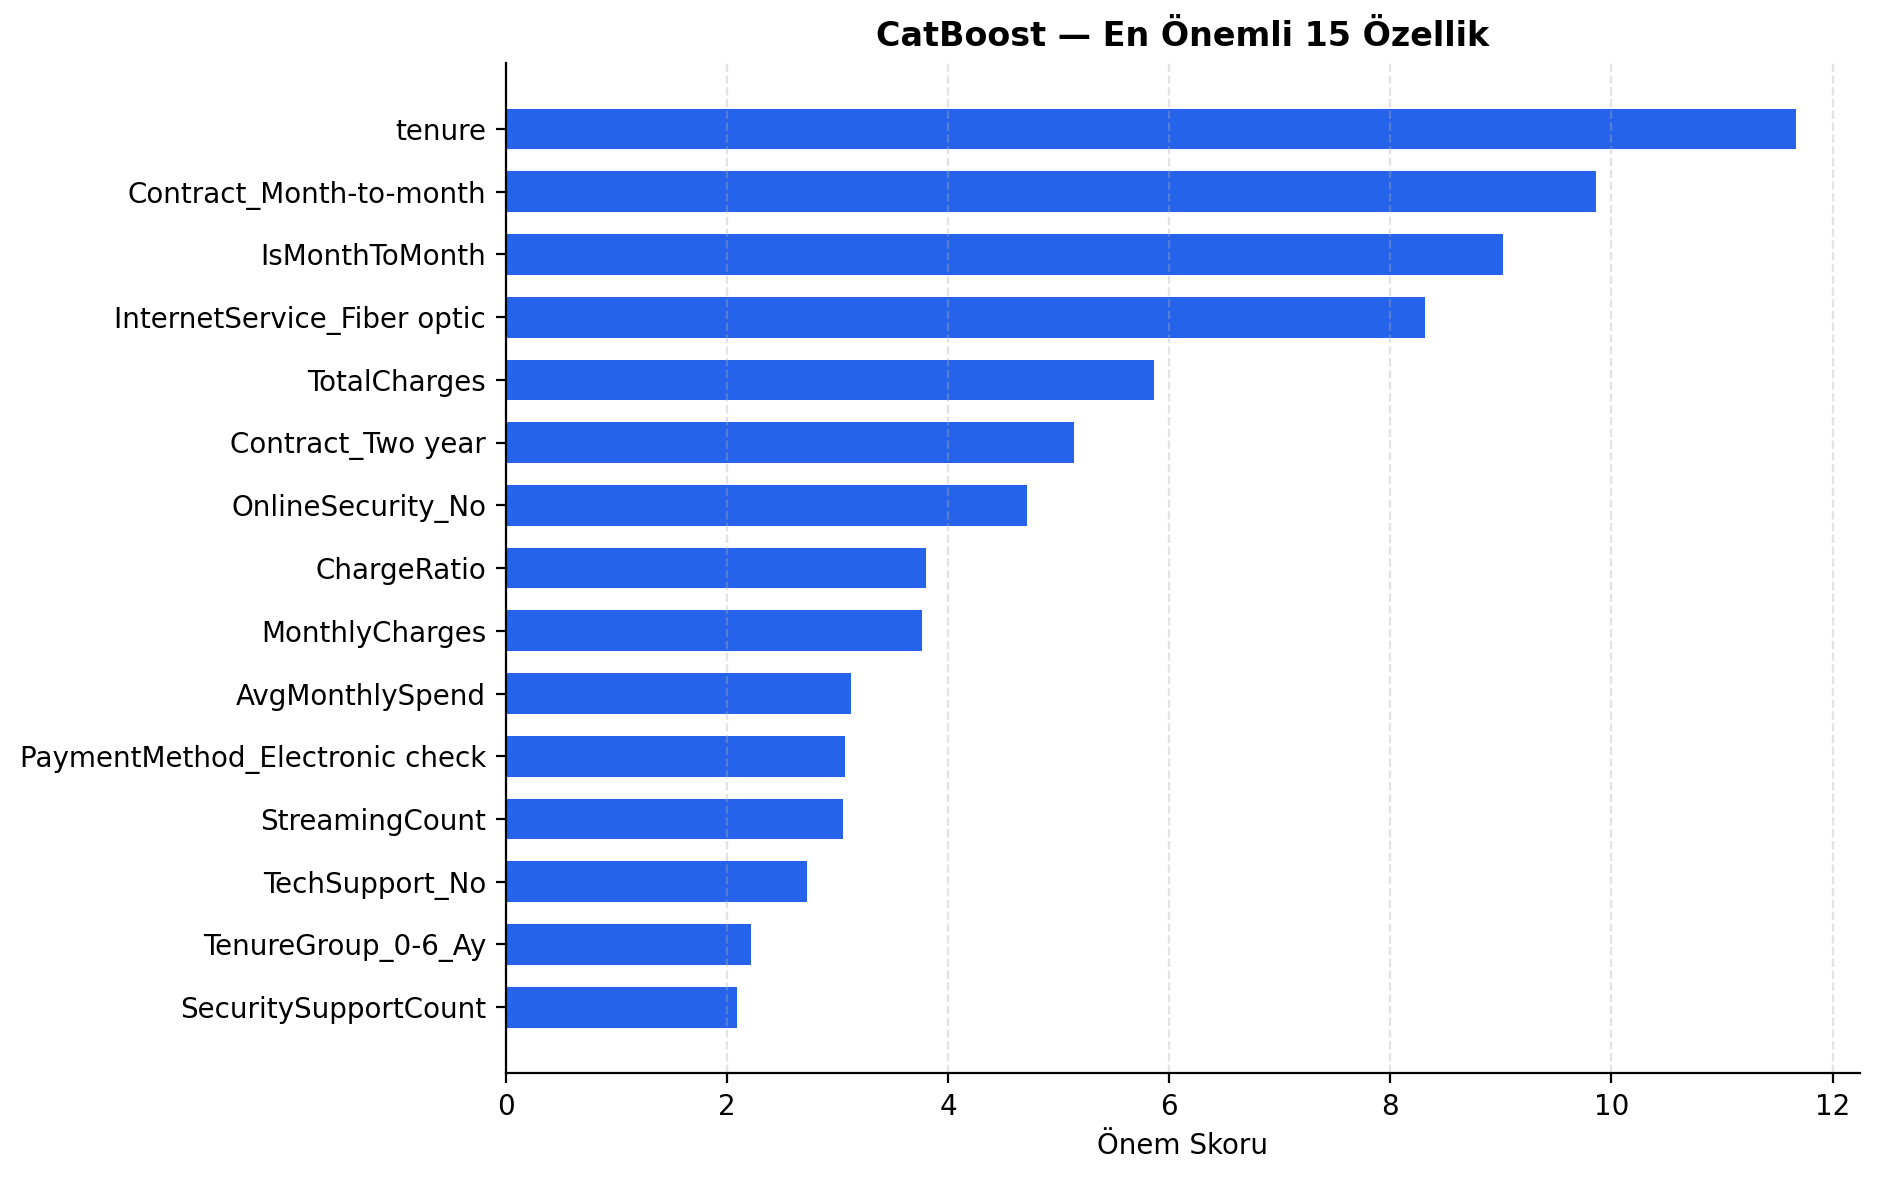 CatBoost — En Önemli 15 Özellik
tenure
Contract_Month-to-month
IsMonthToMonth
InternetService_Fiber optic
TotalCharges
Contract_Two year
OnlineSecurity_No
ChargeRatio
MonthlyCharges
AvgMonthlySpend
PaymentMethod_Electronic check
StreamingCount
TechSupport_No
TenureGroup_0-6_Ay
SecuritySupportCount
0 2 4 6 8 10 12
Önem Skoru